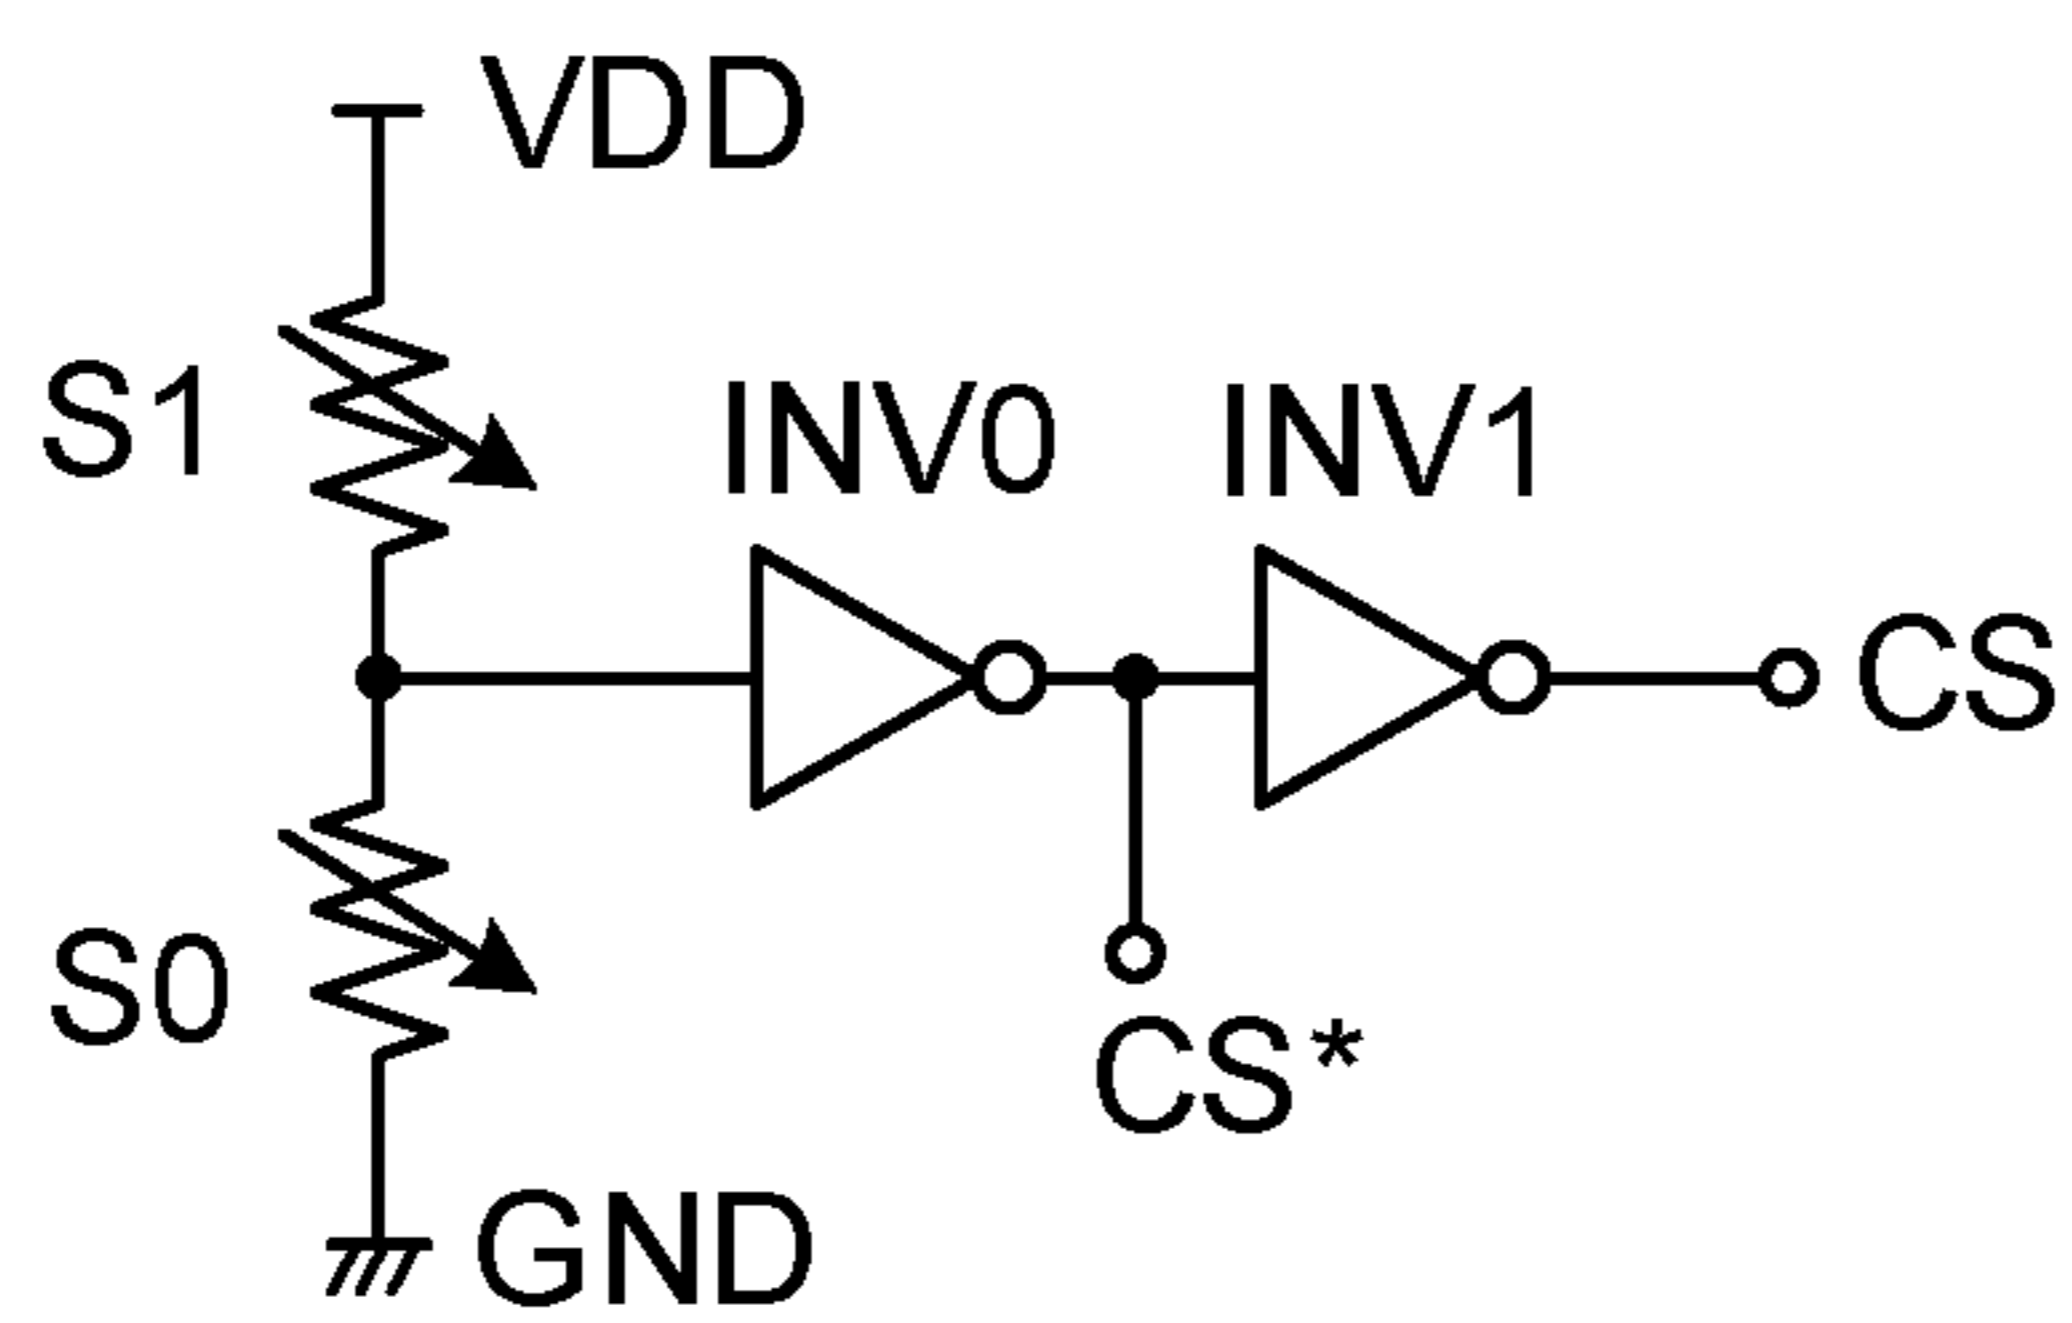 VDD
S1
INV0
INV1
CS
S0
CS*
GND